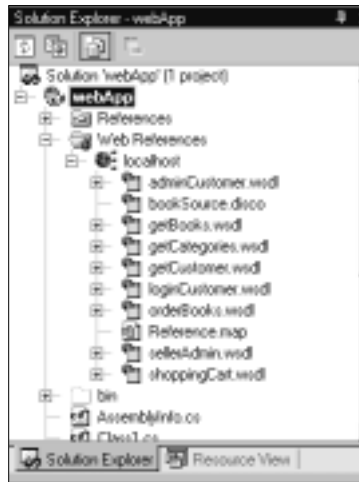 Solution Explorer - webApp
Solution 'webApp' (1 project)
webApp
References
Web References
localhost
adminCustomer.wsdl
bookSource.disco
getBooks.wsdl
getCategories.wsdl
getCustomer.wsdl
loginCustomer.wsdl
orderBooks.wsdl
Reference.map
sellerAdmin.wsdl
shoppingCart.wsdl
bin
AssemblyInfo.cs
Class1.cs
Solution Explorer Resource View